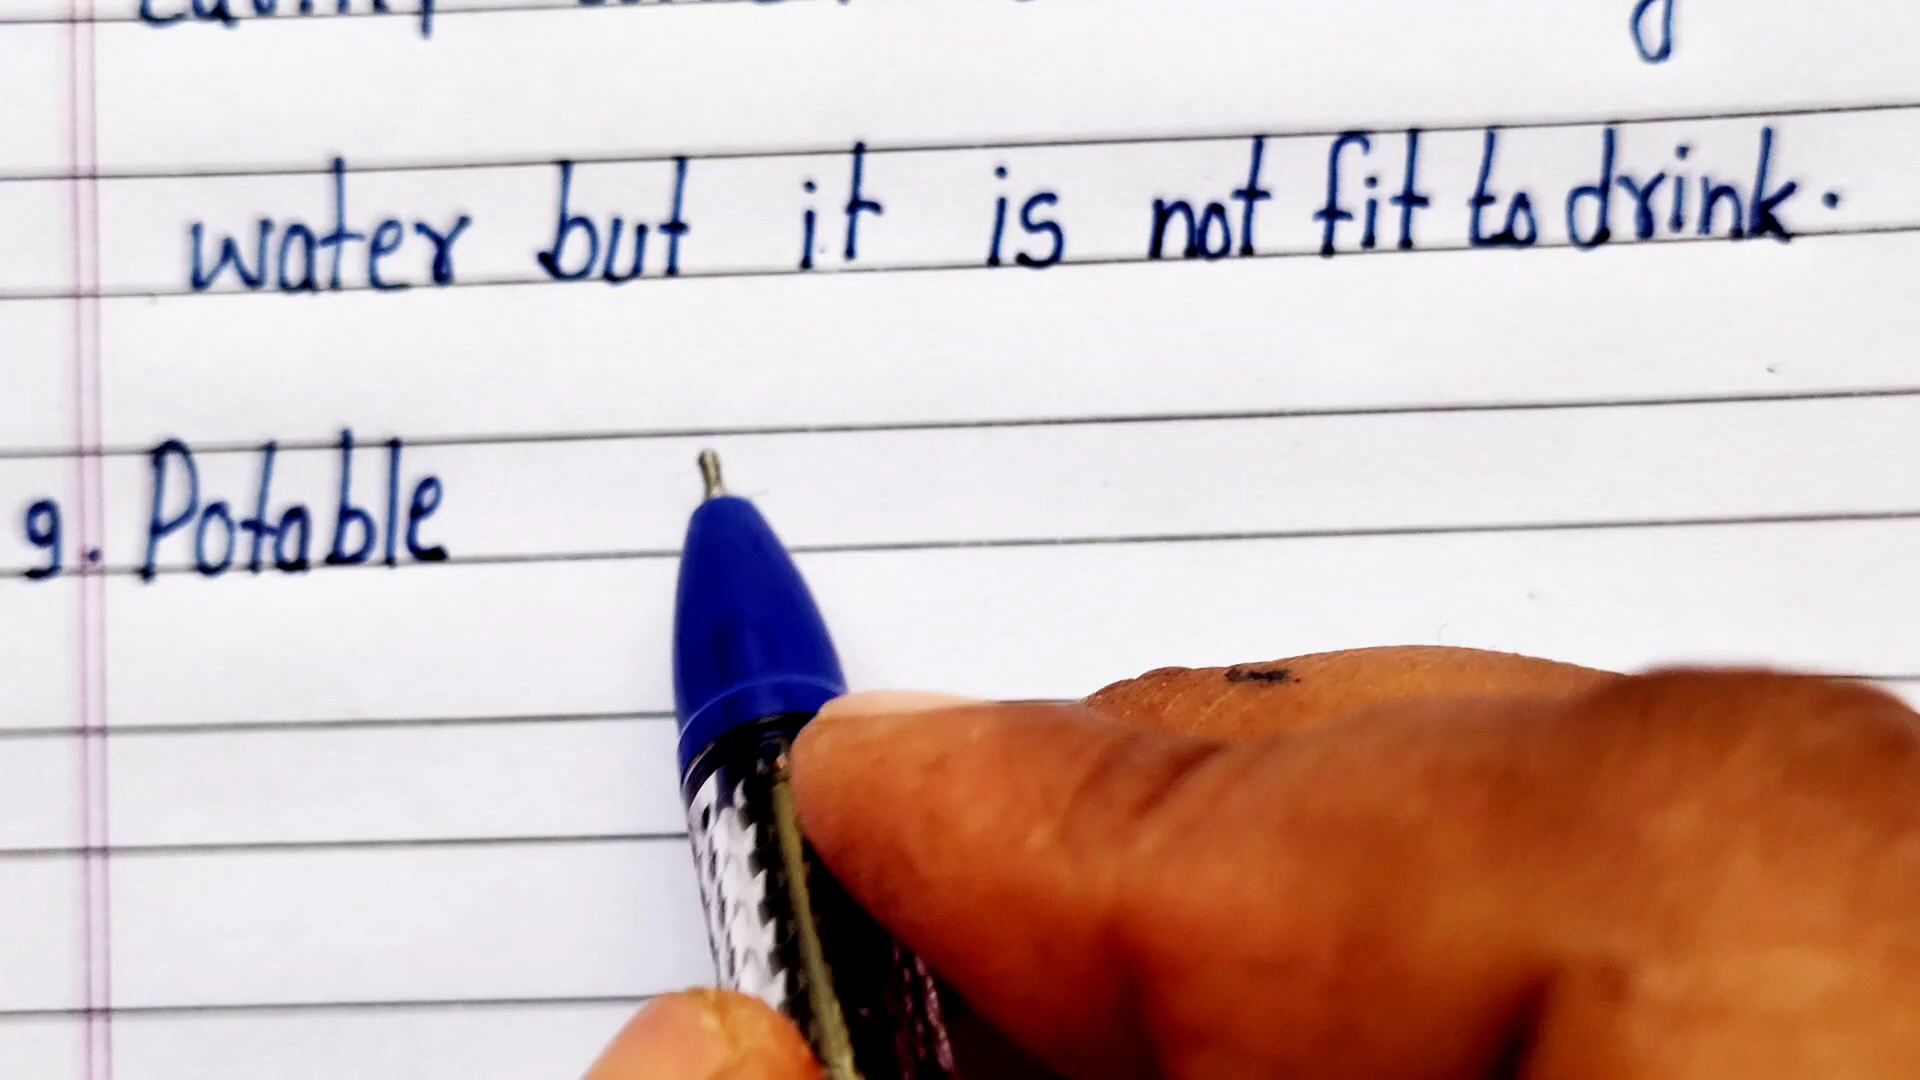 water but it is not fit to drink.
9. Potable